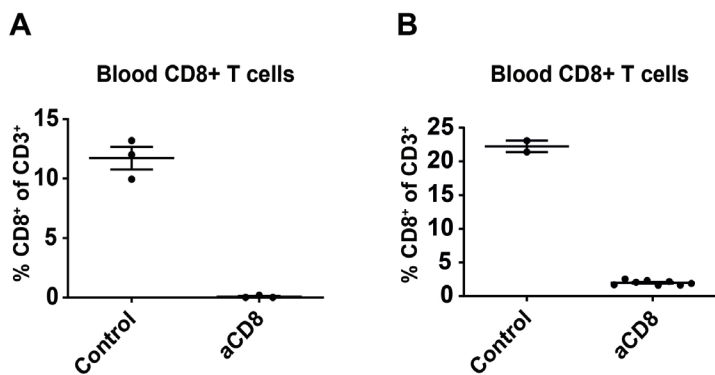 A
Blood CD8+ T cells
% CD8⁺ of CD3⁺
15
10
5
0
Control
aCD8
B
Blood CD8+ T cells
% CD8⁺ of CD3⁺
25
20
15
10
5
0
Control
aCD8